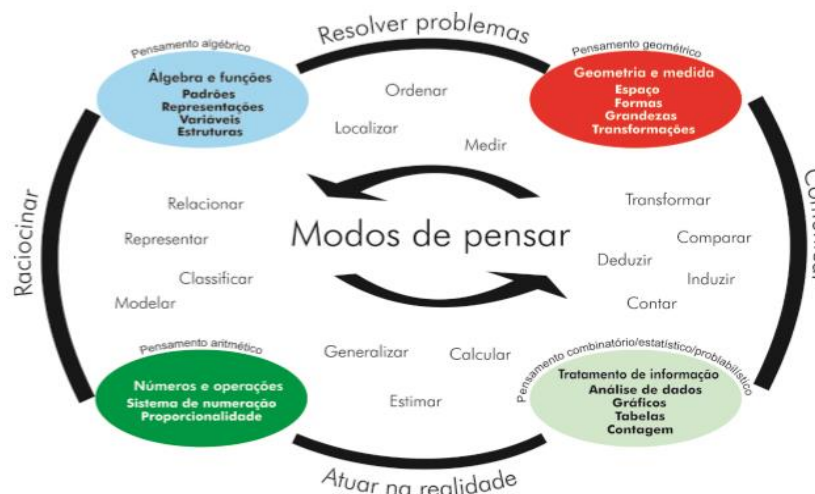 Resolver problemas
Pensamento algébrico
Álgebra e funções
Padrões
Representações
Variáveis
Estruturas
Pensamento geométrico
Geometria e medida
Espaço
Formas
Grandezas
Transformações
Ordenar
Localizar
Medir
Raciocinar
Relacionar
Representar
Classificar
Modelar
Modos de pensar
Transformar
Comparar
Deduzir
Induzir
Contar
Pensamento aritmético
Números e operações
Sistema de numeração
Proporcionalidade
Generalizar
Calcular
Estimar
Pensamento combinatório/estatístico/problabilístico
Tratamento de informação
Análise de dados
Gráficos
Tabelas
Contagem
Atuar na realidade